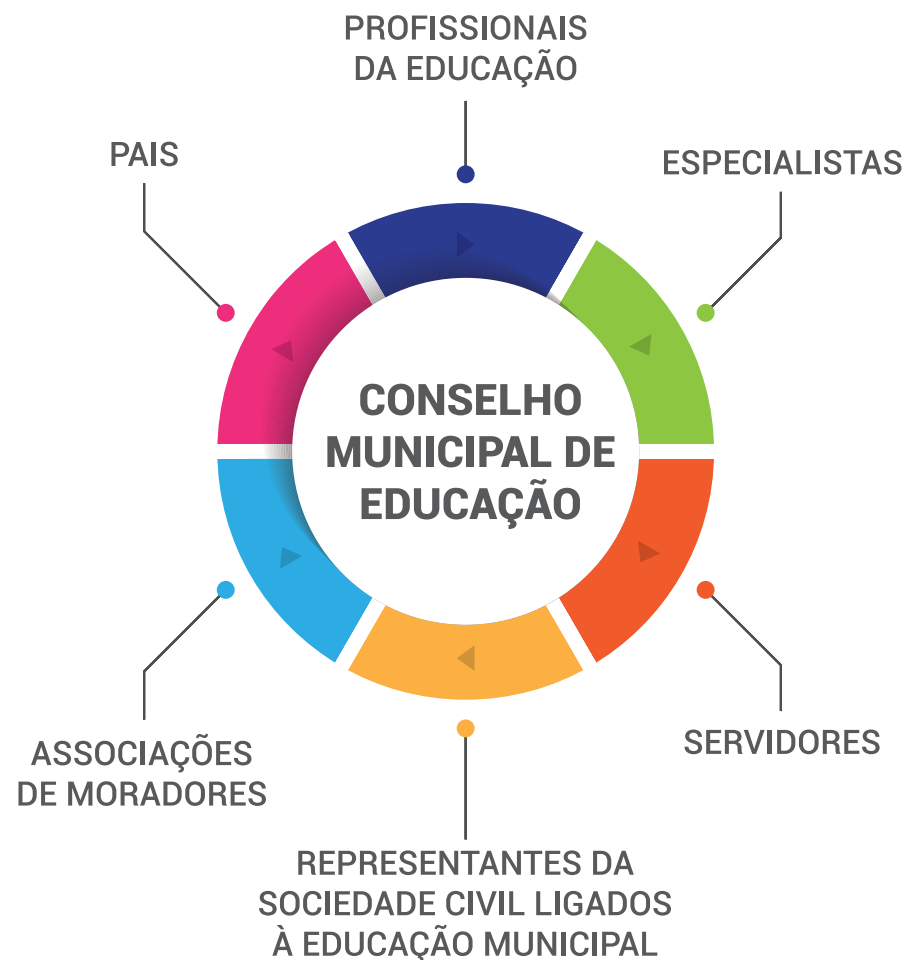 PROFISSIONAIS
DA EDUCAÇÃO
PAIS
ESPECIALISTAS
CONSELHO
MUNICIPAL DE
EDUCAÇÃO
ASSOCIAÇÕES
DE MORADORES
SERVIDORES
REPRESENTANTES DA
SOCIEDADE CIVIL LIGADOS
À EDUCAÇÃO MUNICIPAL